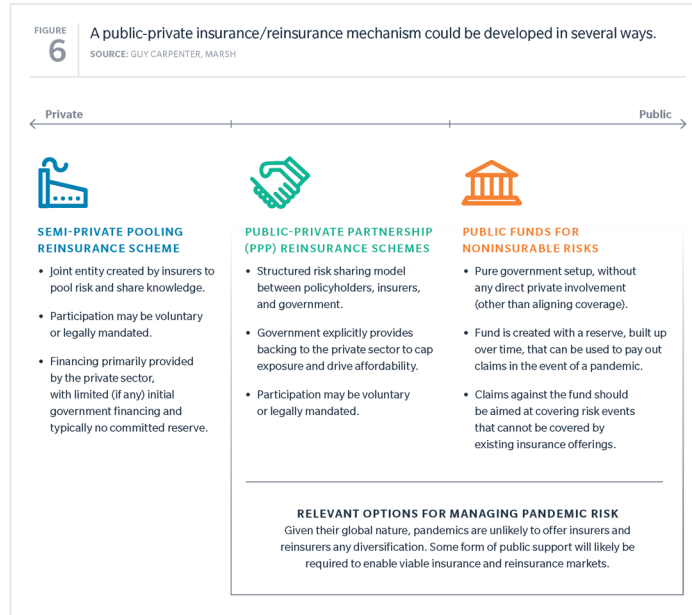 FIGURE
6
A public-private insurance/reinsurance mechanism could be developed in several ways.
SOURCE: GUY CARPENTER, MARSH
Private
Public
SEMI-PRIVATE POOLING
REINSURANCE SCHEME
• Joint entity created by insurers to
pool risk and share knowledge.
• Participation may be voluntary
or legally mandated.
• Financing primarily provided
by the private sector,
with limited (if any) initial
government financing and
typically no committed reserve.
PUBLIC-PRIVATE PARTNERSHIP
(PPP) REINSURANCE SCHEMES
• Structured risk sharing model
between policyholders, insurers,
and government.
• Government explicitly provides
backing to the private sector to cap
exposure and drive affordability.
• Participation may be voluntary
or legally mandated.
PUBLIC FUNDS FOR
NONINSURABLE RISKS
• Pure government setup, without
any direct private involvement
(other than aligning coverage).
• Fund is created with a reserve, built up
over time, that can be used to pay out
claims in the event of a pandemic.
• Claims against the fund should
be aimed at covering risk events
that cannot be covered by
existing insurance offerings.
RELEVANT OPTIONS FOR MANAGING PANDEMIC RISK
Given their global nature, pandemics are unlikely to offer insurers and
reinsurers any diversification. Some form of public support will likely be
required to enable viable insurance and reinsurance markets.